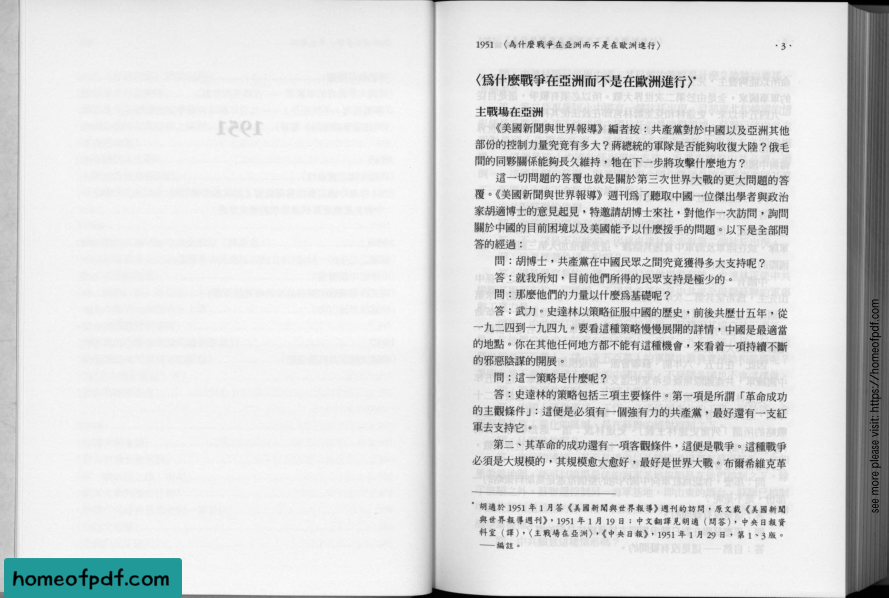 1951 〈為什麼戰爭在亞洲而不是在歐洲進行〉 ·3·
〈爲什麼戰爭在亞洲而不是在歐洲進行〉*
主戰場在亞洲
《美國新聞與世界報導》編者按：共產黨對於中國以及亞洲其他
部份的控制力量究竟有多大？蔣總統的軍隊是否能夠收復大陸？俄毛
間的同夥關係能夠長久維持，牠在下一步將攻擊什麼地方？
這一切問題的答覆也就是關於第三次世界大戰的更大問題的答
覆。《美國新聞與世界報導》週刊爲了聽取中國一位傑出學者與政治
家胡適博士的意見起見，特邀請胡博士來社，對他作一次訪問，詢問
關於中國的目前困境以及美國能予以什麼援手的問題。以下是全部問
答的經過：
問：胡博士，共產黨在中國民眾之間究竟獲得多大支持呢？
答：就我所知，目前他們所得的民眾支持是極少的。
問：那麼他們的力量以什麼爲基礎呢？
答：武力。史達林以策略征服中國的歷史，前後共歷廿五年，從
一九二四到一九四九。要看這種策略慢慢展開的詳情，中國是最適當
的地點。你在其他任何地方都不能有這種機會，來看着一項持續不斷
的邪惡陰謀的開展。
問：這一策略是什麼呢？
答：史達林的策略包括三項主要條件。第一項是所謂「革命成功
的主觀條件」：這便是必須有一個強有力的共產黨，最好還有一支紅
軍去支持它。
第二、其革命的成功還有一項客觀條件，這便是戰爭。這種戰爭
必須是大規模的，其規模愈大愈好，最好是世界大戰。布爾希維克革
* 胡適於 1951 年 1 月答《美國新聞與世界報導》週刊的訪問，原文載《美國新聞
與世界報導週刊》，1951 年 1 月 19 日；中文翻譯見胡適（問答），中央日報資
料室（譯），〈主戰場在亞洲〉，《中央日報》，1951 年 1 月 29 日，第 1、3 版。
——編註。
1951
see more please visit: https://homeofpdf.com
homeofpdf.com